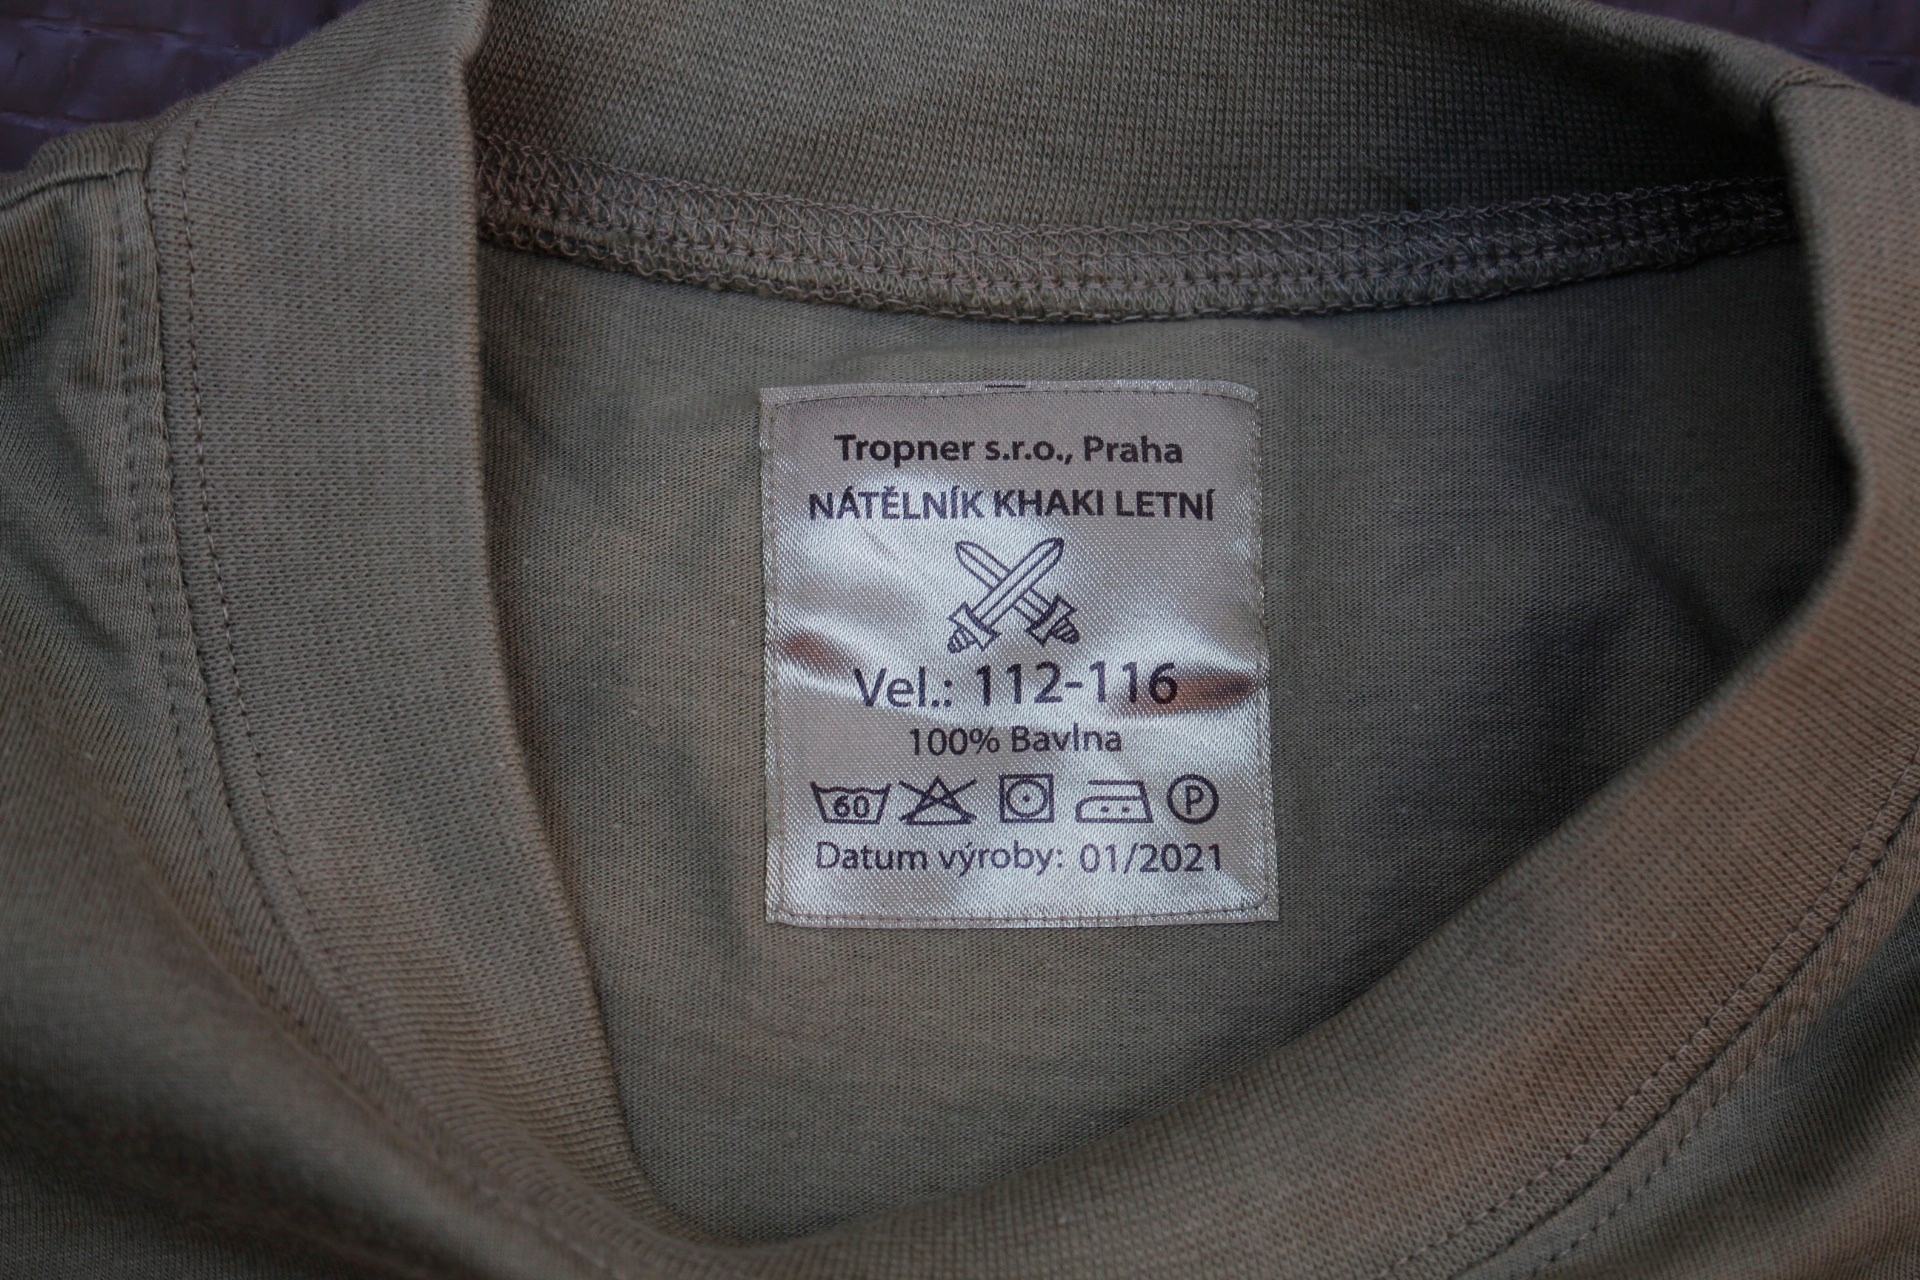 Tropner s.r.o., Praha
NÁTĚLNÍK KHAKI LETNÍ
Vel.: 112-116
100% Bavlna
60 P
Datum výroby: 01/2021